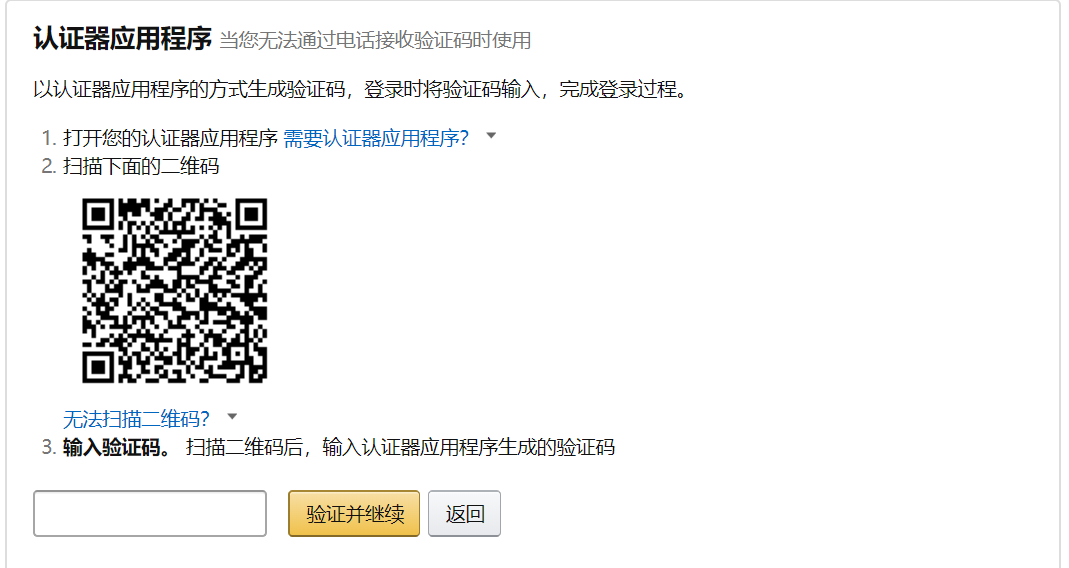 认证器应用程序 当您无法通过电话接收验证码时使用
以认证器应用程序的方式生成验证码，登录时将验证码输入，完成登录过程。
1. 打开您的认证器应用程序 需要认证器应用程序？
2. 扫描下面的二维码
无法扫描二维码？
3. 输入验证码。 扫描二维码后，输入认证器应用程序生成的验证码
验证并继续 返回